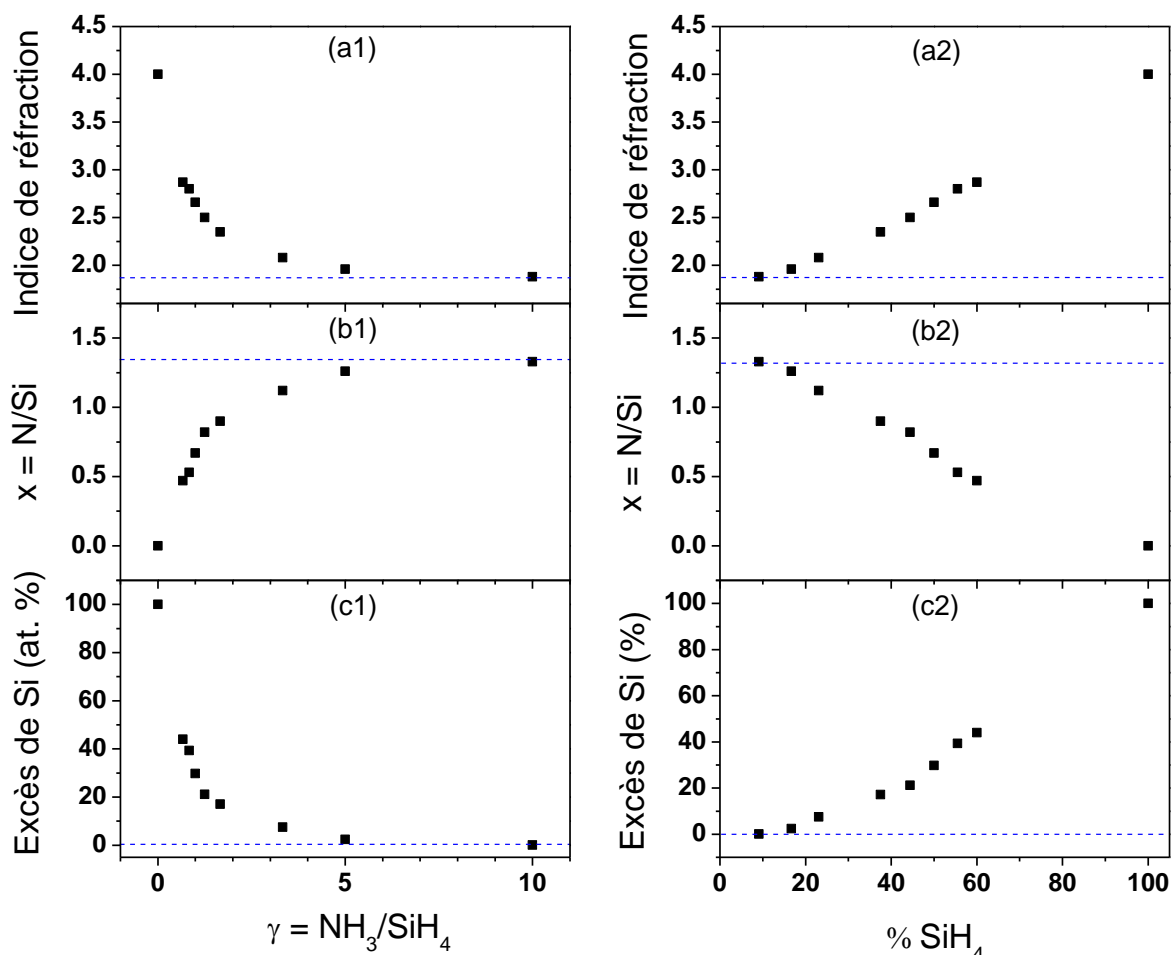 4.5
4.0
3.5
3.0
2.5
2.0
Indice de réfraction
(a1)
4.5
4.0
3.5
3.0
2.5
2.0
Indice de réfraction
(a2)
1.5
1.0
0.5
0.0
x = N/Si
(b1)
1.5
1.0
0.5
0.0
x = N/Si
(b2)
100
80
60
40
20
0
Excès de Si (at. %)
(c1)
0 5 10
γ = NH₃/SiH₄
100
80
60
40
20
0
Excès de Si (%)
(c2)
0 20 40 60 80 100
% SiH₄